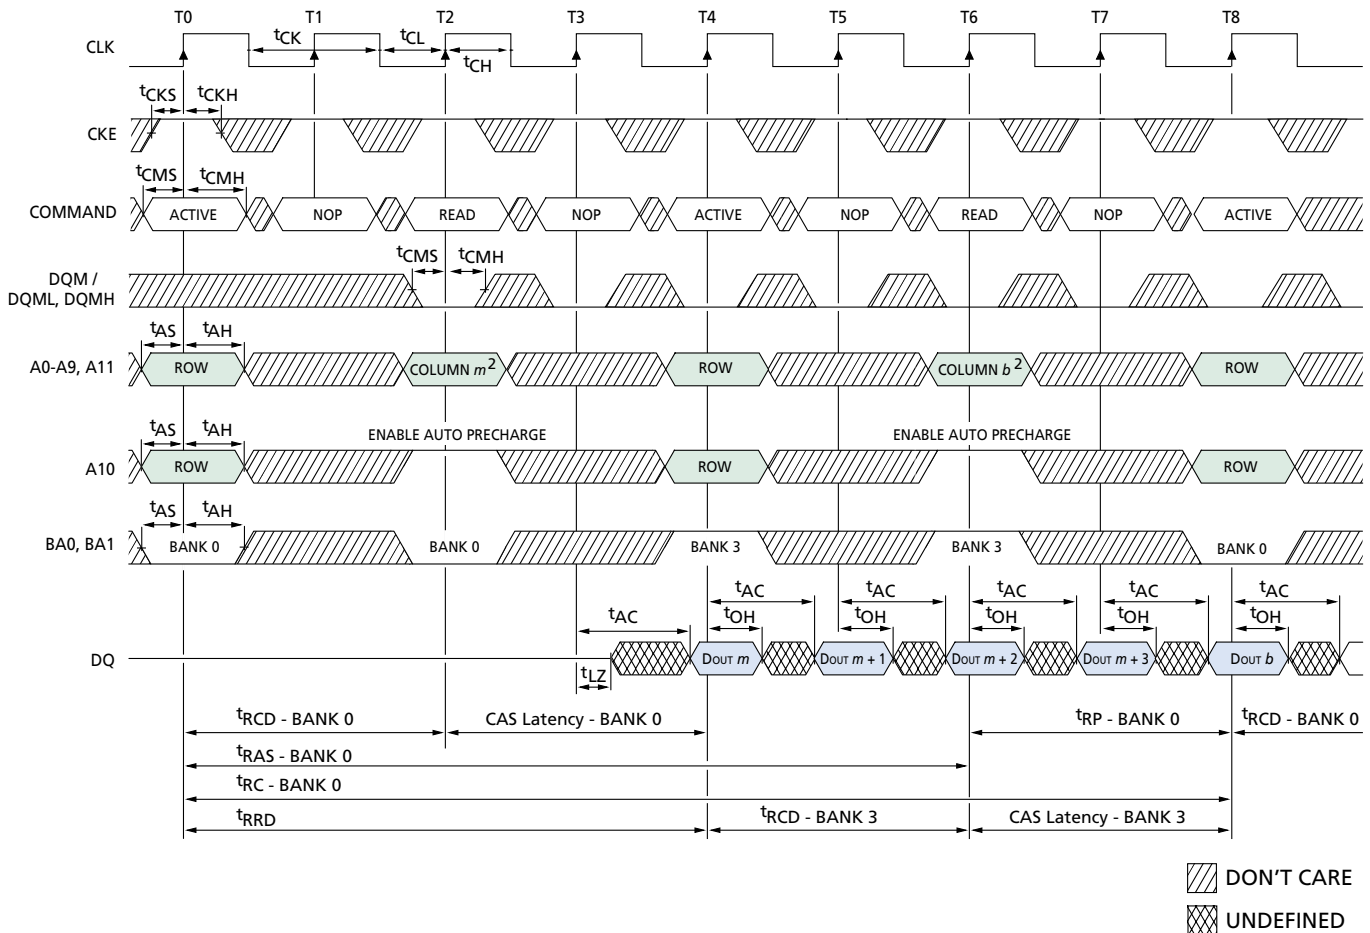 T0 T1 T2 T3 T4 T5 T6 T7 T8
CLK
tCK tCL
tCH
tCKS tCKH
CKE
tCMS tCMH
COMMAND ACTIVE NOP READ NOP ACTIVE NOP READ NOP ACTIVE
tCMS tCMH
DQM /
DQML, DQMH
tAS tAH
A0-A9, A11 ROW COLUMN m2 ROW COLUMN b2 ROW
tAS tAH ENABLE AUTO PRECHARGE ENABLE AUTO PRECHARGE
A10 ROW ROW ROW
tAS tAH
BA0, BA1 BANK 0 BANK 0 BANK 3 BANK 3 BANK 0
tAC tAC tAC tAC tAC
tAC tOH tOH tOH tOH tOH
DQ DOUT m DOUT m + 1 DOUT m + 2 DOUT m + 3 DOUT b
tLZ
tRCD - BANK 0 CAS Latency - BANK 0 tRP - BANK 0 tRCD - BANK 0
tRAS - BANK 0
tRC - BANK 0
tRRD tRCD - BANK 3 CAS Latency - BANK 3
DON'T CARE
UNDEFINED